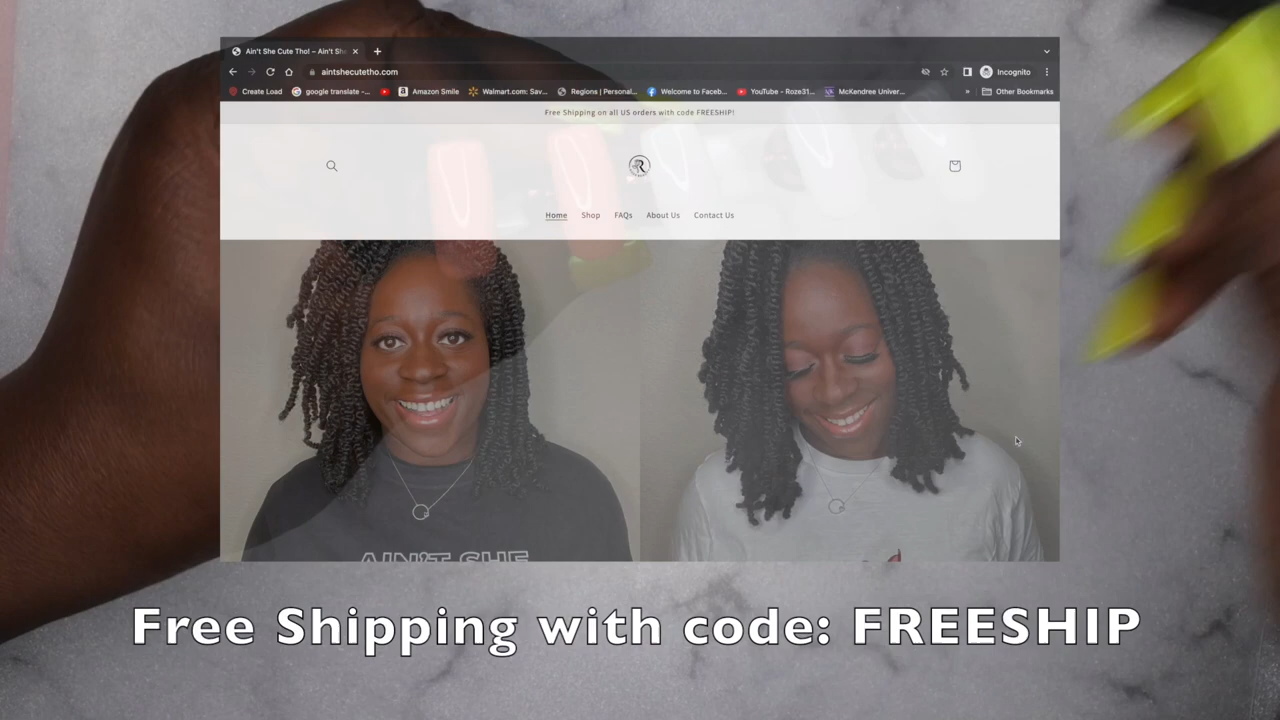 Ain't She Cute Tho! – Ain't She
aintshecutetho.com
Incognito
Create Load
google translate -...
Amazon Smile
Walmart.com: Sav...
Regions | Personal...
Welcome to Faceb...
YouTube - Roze31...
McKendree Univer...
»
Other Bookmarks
Free Shipping on all US orders with code FREESHIP!
R
Home Shop FAQs About Us Contact Us
AIN'T SHE
Free Shipping with code: FREESHIP